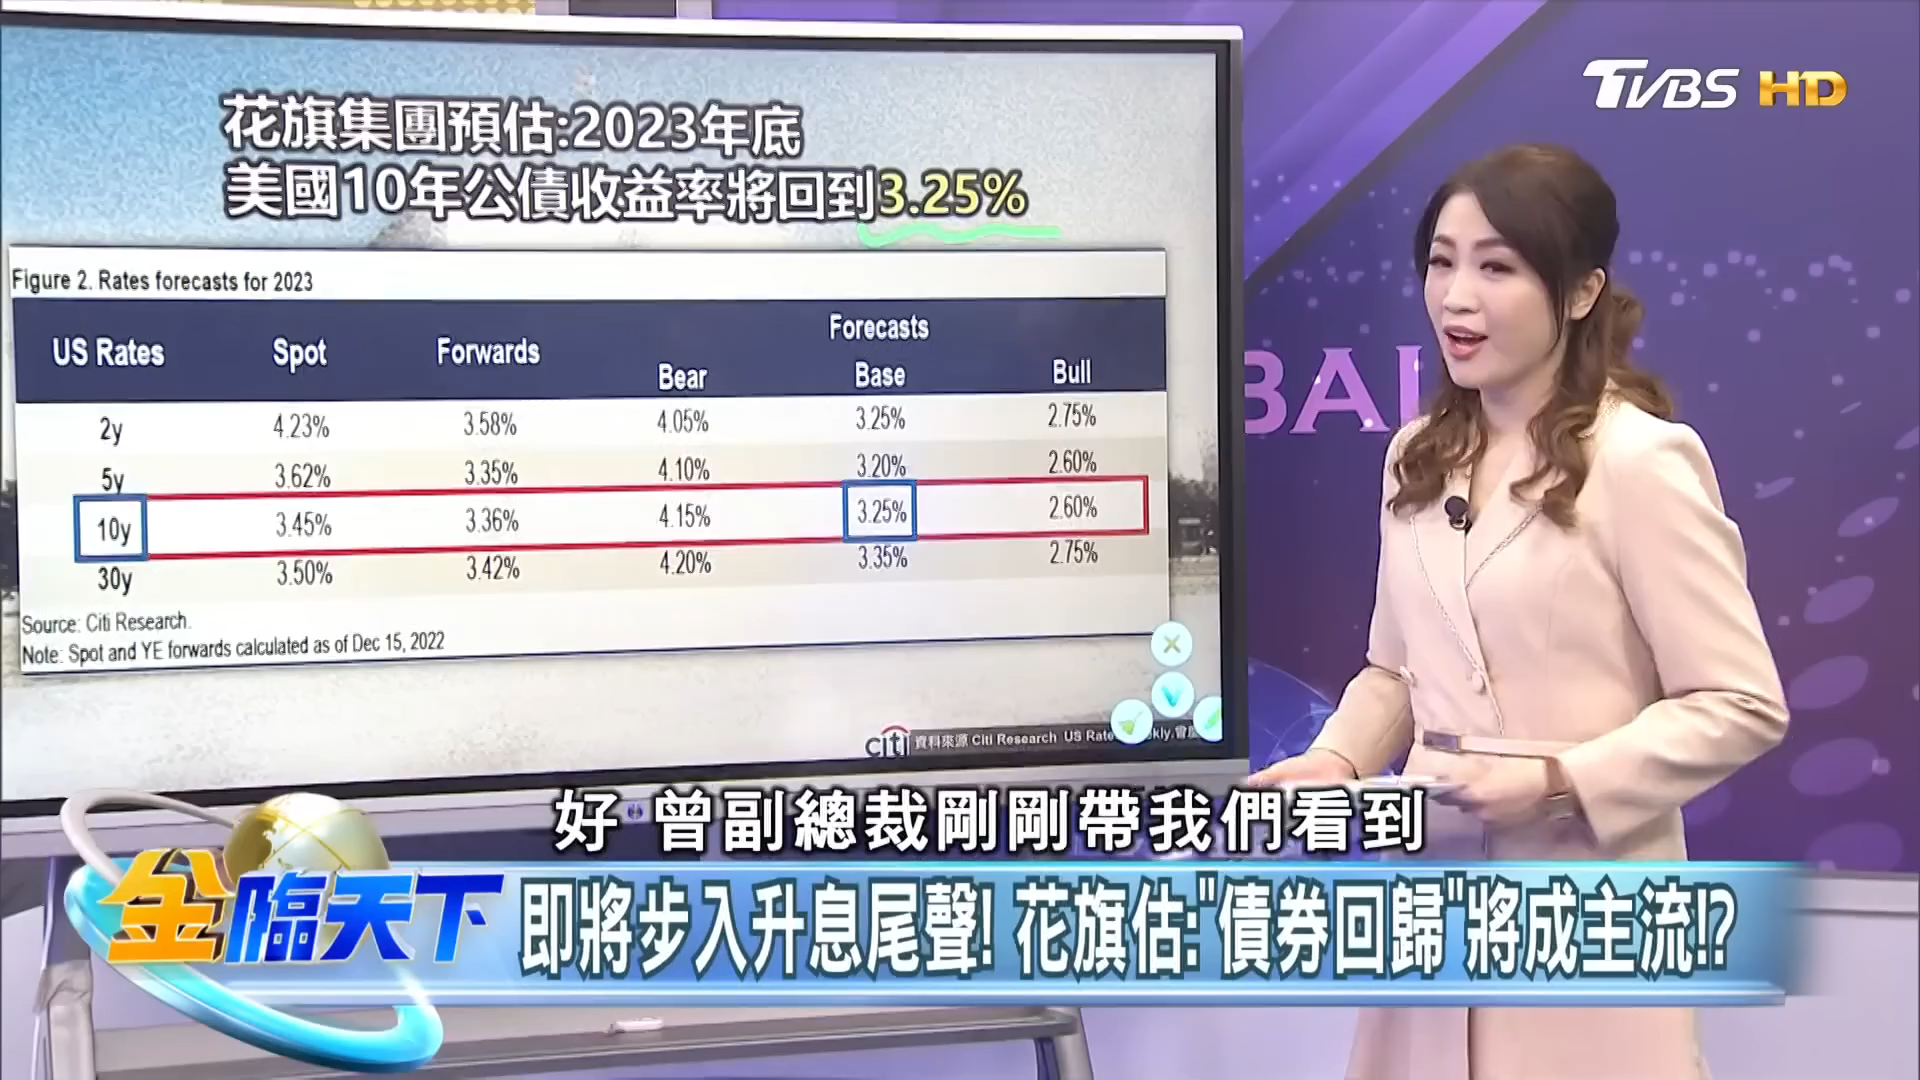 TVBS HD
花旗集團預估:2023年底
美國10年公債收益率將回到3.25%
Figure 2. Rates forecasts for 2023
US Rates Spot Forwards Forecasts
Bear Base Bull
2y 4.23% 3.58% 4.05% 3.25% 2.75%
5y 3.62% 3.35% 4.10% 3.20% 2.60%
10y 3.45% 3.36% 4.15% 3.25% 2.60%
30y 3.50% 3.42% 4.20% 3.35% 2.75%
Source: Citi Research.
Note: Spot and YE forwards calculated as of Dec 15, 2022
citi 資料來源 Citi Research US Rate
BAL
好 曾副總裁剛剛帶我們看到
金臨天下
即將步入升息尾聲! 花旗估:"債券回歸"將成主流!?